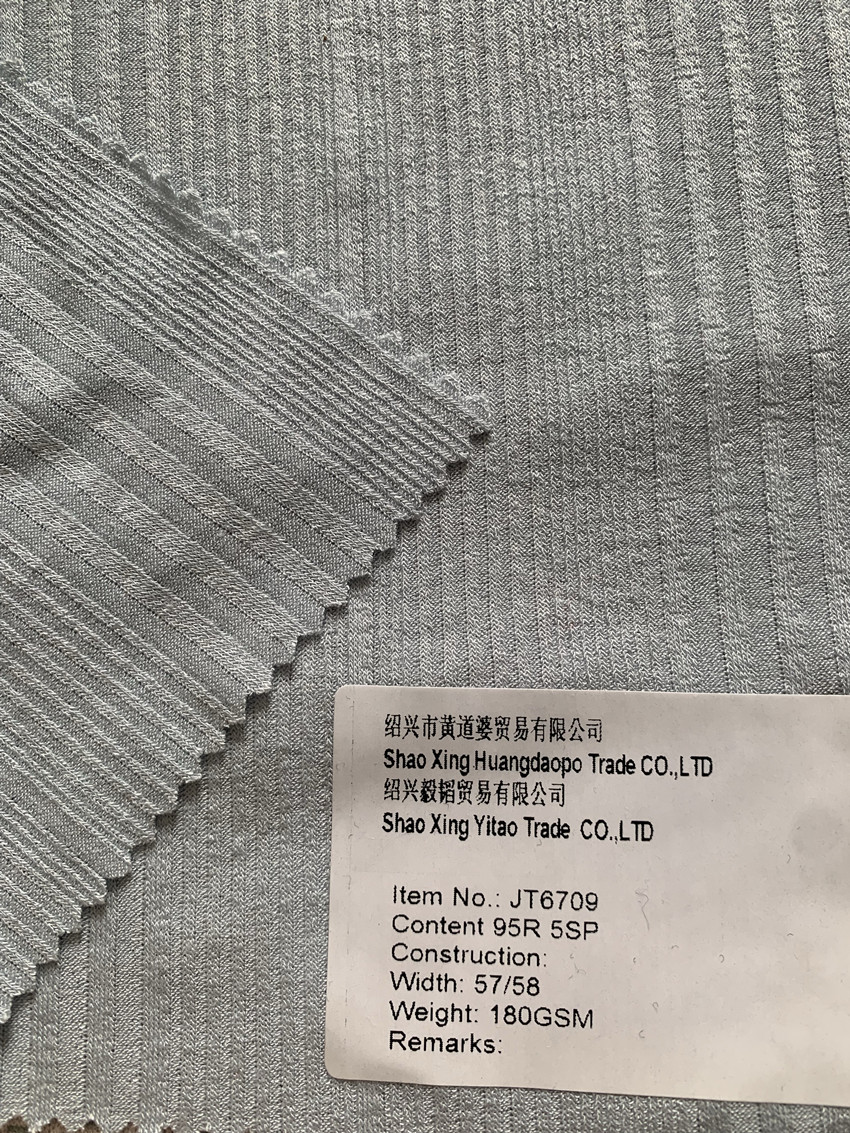 绍兴市黄道婆贸易有限公司
Shao Xing Huangdaopo Trade CO.,LTD
绍兴毅韬贸易有限公司
Shao Xing Yitao Trade CO.,LTD
Item No.: JT6709
Content 95R 5SP
Construction:
Width: 57/58
Weight: 180GSM
Remarks: